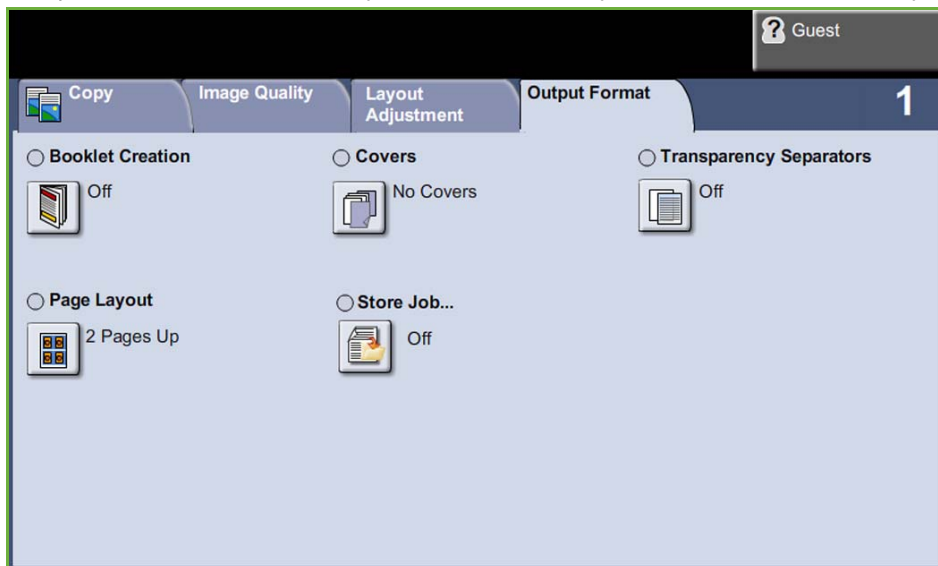 Guest
Copy
Image Quality
Layout
Adjustment
Output Format
1
Booklet Creation
Off
Covers
No Covers
Transparency Separators
Off
Page Layout
2 Pages Up
Store Job...
Off